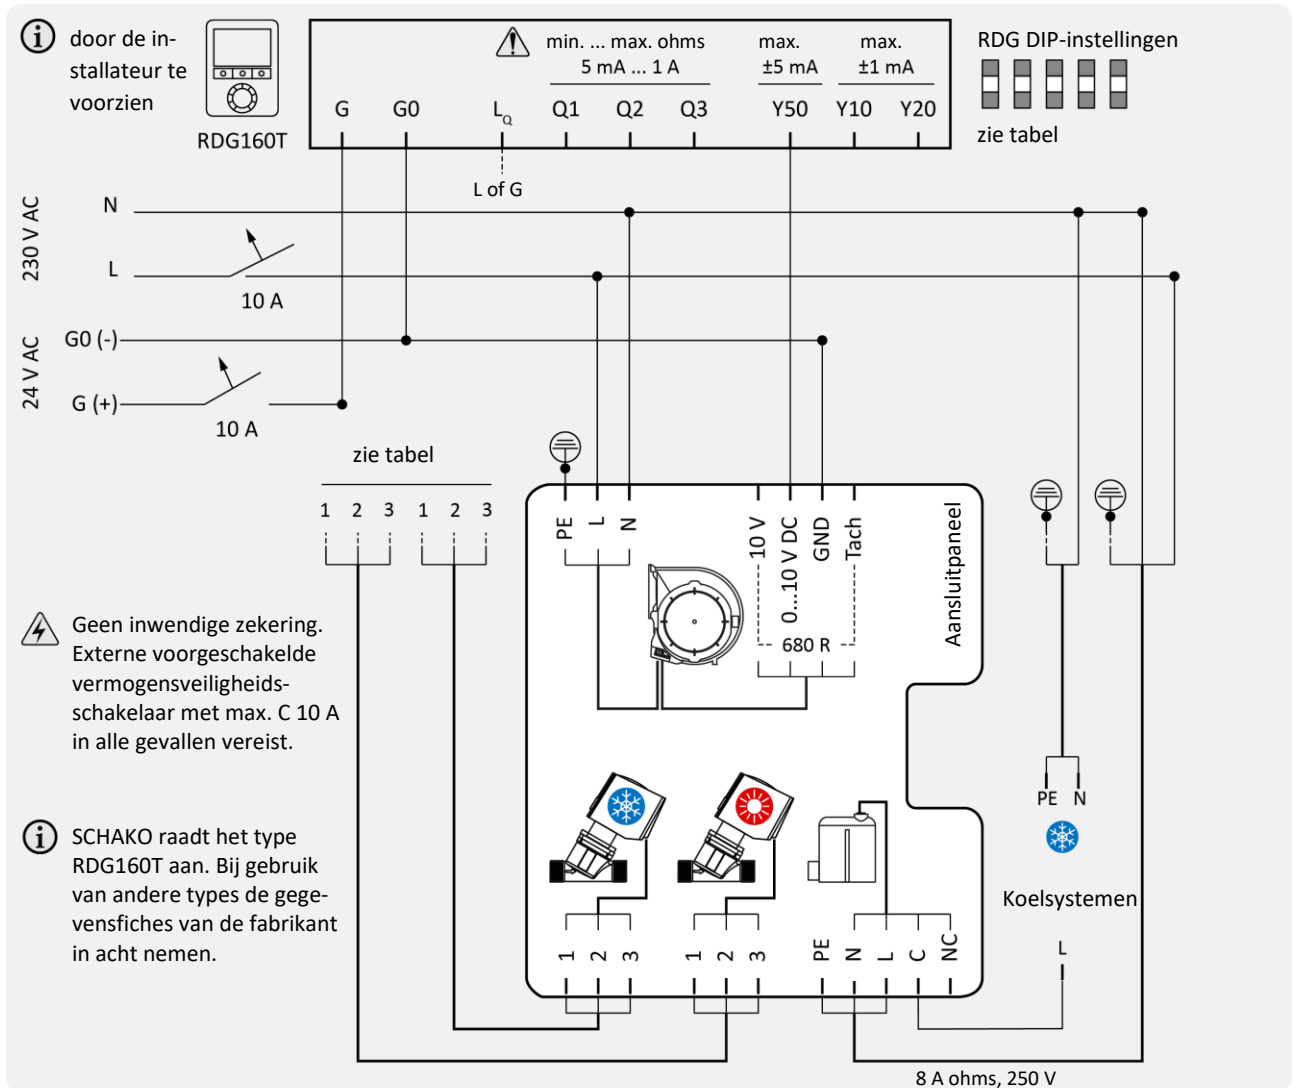 door de in-
stallateur te
voorzien
RDG160T
min. ... max. ohms
5 mA ... 1 A
max.
±5 mA
max.
±1 mA
G G0 LQ Q1 Q2 Q3 Y50 Y10 Y20
RDG DIP-instellingen
zie tabel
L of G
230 V AC
N
L
10 A
24 V AC
G0 (-)
G (+)
10 A
zie tabel
1 2 3 1 2 3
PE L N
10 V
0...10 V DC
GND
Tach
680 R
Aansluitpaneel
Geen inwendige zekering.
Externe voorgeschakelde
vermogensveiligheids-
schakelaar met max. C 10 A
in alle gevallen vereist.
SCHAKO raadt het type
RDG160T aan. Bij gebruik
van andere types de gege-
vensfiches van de fabrikant
in acht nemen.
PE N
Koelsystemen
L
1 2 3 1 2 3 PE N L C NC
8 A ohms, 250 V